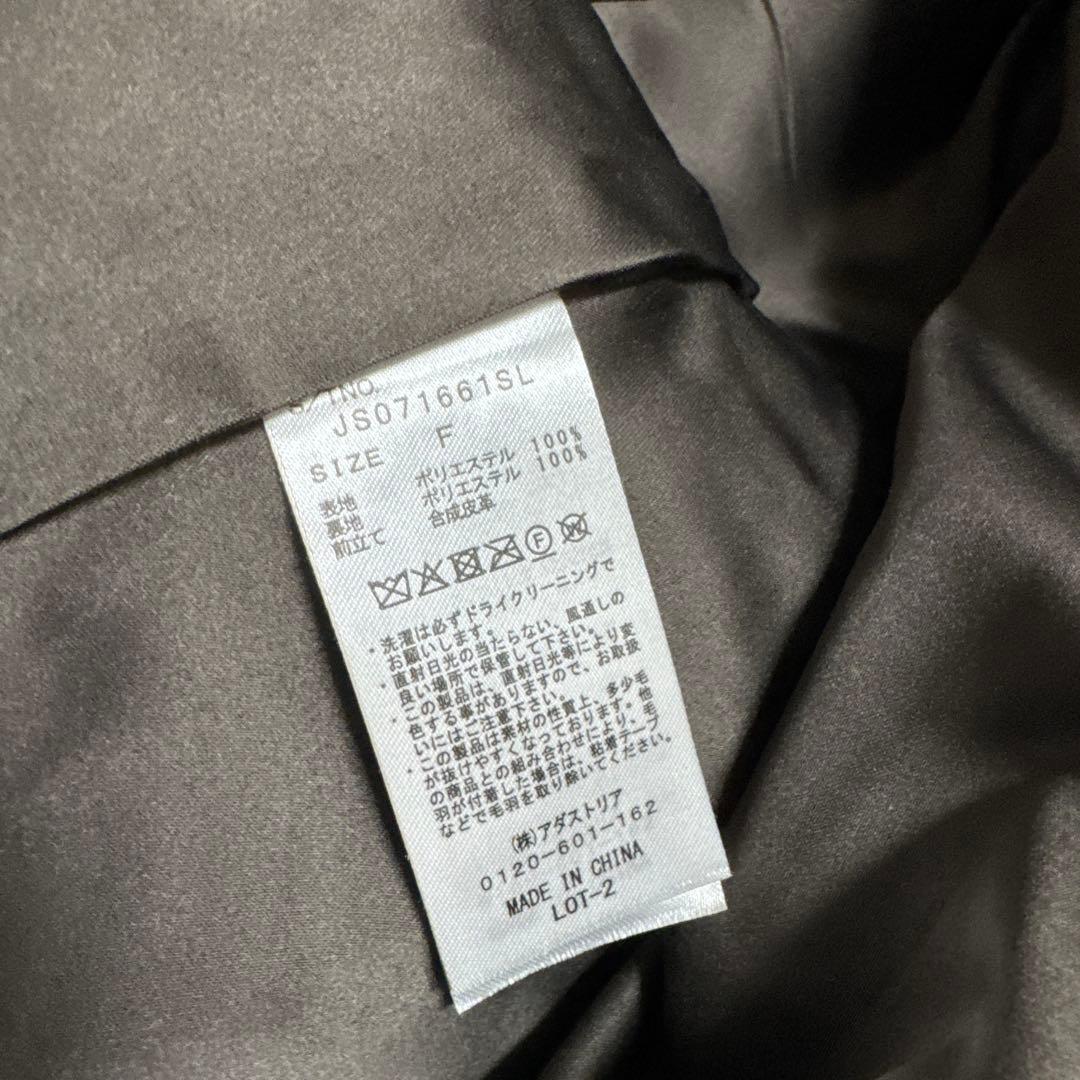 S/TNO.
JS071661SL
SIZE F
表地 ポリエステル 100%
裏地 ポリエステル 100%
前立て 合成皮革
F W
・洗濯は必ずドライクリーニングで
お願いします。
・直射日光の当たらない、風通しの
良い場所で保管して下さい。
・この製品は、直射日光等により変
色する事がありますので、お取扱
いにはご注意下さい。
・この製品は素材の性質上、多少毛
が抜けやすくなっております。他
の商品との組み合わせにより、毛
羽が付着した場合は、粘着テープ
などで毛羽を取り除いてください。
(株)アダストリア
0120-601-162
MADE IN CHINA
LOT-2